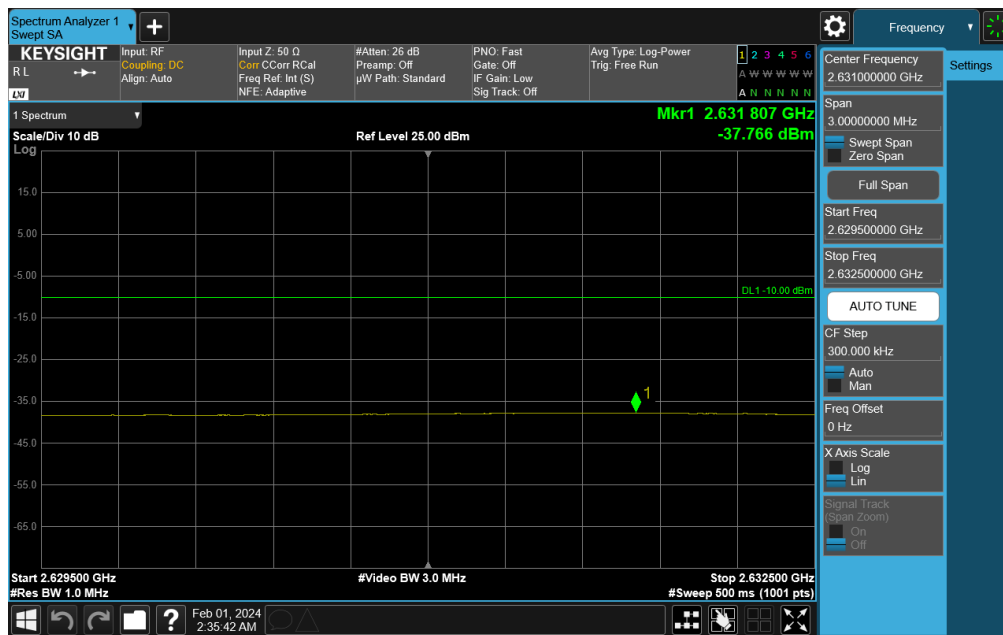 Spectrum Analyzer 1
Swept SA
Frequency
KEYSIGHT
R L
LXI
Input: RF
Coupling: DC
Align: Auto
Input Z: 50 Ω
Corr CCorr RCal
Freq Ref: Int (S)
NFE: Adaptive
#Atten: 26 dB
Preamp: Off
µW Path: Standard
PNO: Fast
Gate: Off
IF Gain: Low
Sig Track: Off
Avg Type: Log-Power
Trig: Free Run
1 2 3 4 5 6
A W W W W W
A N N N N N
1 Spectrum
Scale/Div 10 dB
Log
Ref Level 25.00 dBm
Mkr1 2.631 807 GHz
-37.766 dBm
15.0
5.00
-5.00
DL1 -10.00 dBm
-15.0
-25.0
-35.0
1
-45.0
-55.0
-65.0
Start 2.629500 GHz
#Res BW 1.0 MHz
#Video BW 3.0 MHz
Stop 2.632500 GHz
#Sweep 500 ms (1001 pts)
Center Frequency
2.631000000 GHz
Settings
Span
3.00000000 MHz
Swept Span
Zero Span
Full Span
Start Freq
2.629500000 GHz
Stop Freq
2.632500000 GHz
AUTO TUNE
CF Step
300.000 kHz
Auto
Man
Freq Offset
0 Hz
X Axis Scale
Log
Lin
Signal Track
(Span Zoom)
On
Off
?
Feb 01, 2024
2:35:42 AM